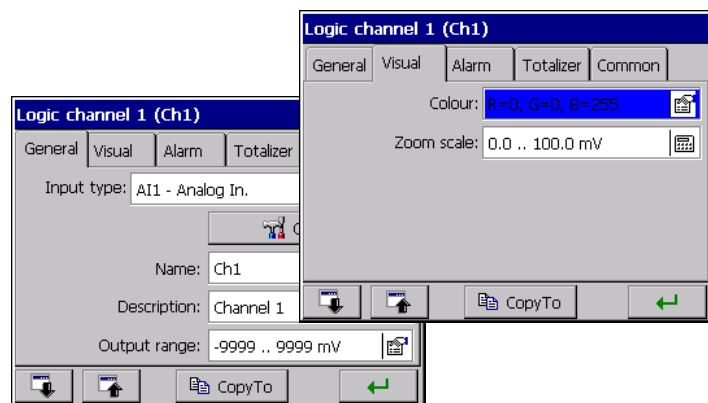 Logic channel 1 (Ch1)
General Visual Alarm Totalizer Common
Colour: R=0, G=0, B=255
Zoom scale: 0.0 .. 100.0 mV
CopyTo
Logic channel 1 (Ch1)
General Visual Alarm Totalizer
Input type: AI1 - Analog In.
Name: Ch1
Description: Channel 1
Output range: -9999 .. 9999 mV
CopyTo